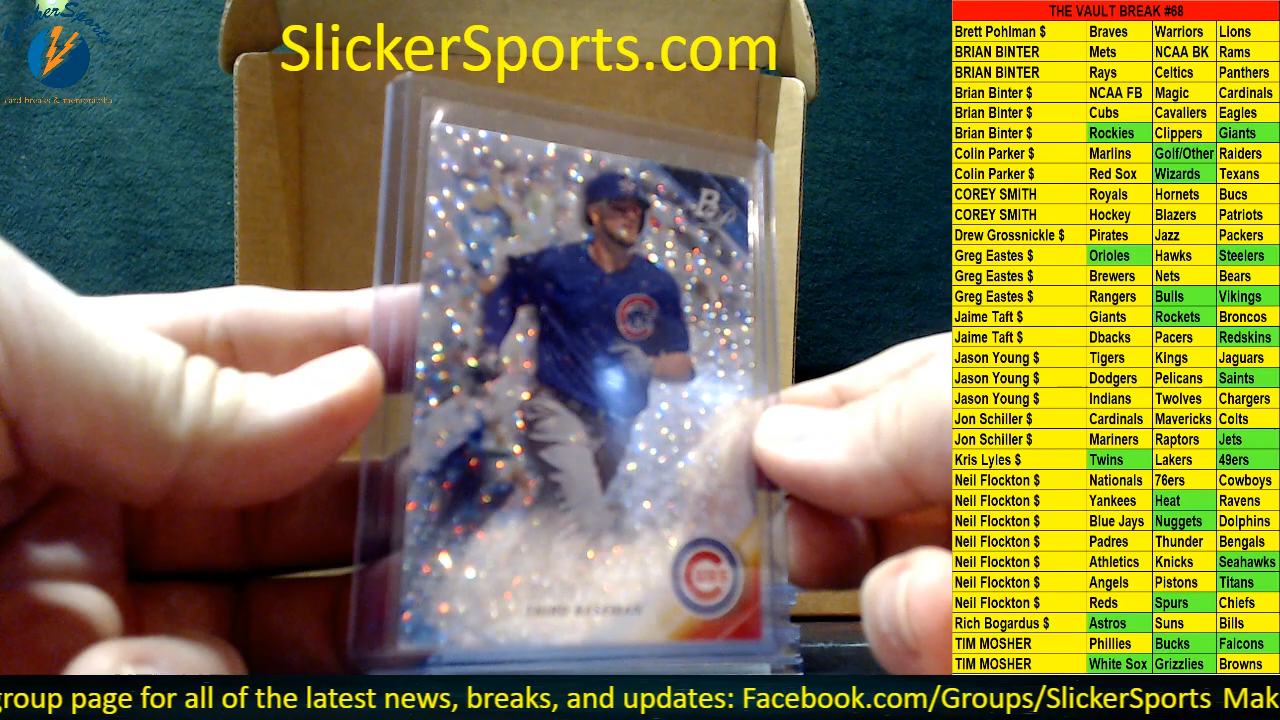 SlickerSports.com
card breaks & memorabilia
B
CUBS
THIRD BASEMAN
THE VAULT BREAK #68
Brett Pohlman $ Braves Warriors Lions
BRIAN BINTER Mets NCAA BK Rams
BRIAN BINTER Rays Celtics Panthers
Brian Binter $ NCAA FB Magic Cardinals
Brian Binter $ Cubs Cavaliers Eagles
Brian Binter $ Rockies Clippers Giants
Colin Parker $ Marlins Golf/Other Raiders
Colin Parker $ Red Sox Wizards Texans
COREY SMITH Royals Hornets Bucs
COREY SMITH Hockey Blazers Patriots
Drew Grossnickle $ Pirates Jazz Packers
Greg Eastes $ Orioles Hawks Steelers
Greg Eastes $ Brewers Nets Bears
Greg Eastes $ Rangers Bulls Vikings
Jaime Taft $ Giants Rockets Broncos
Jaime Taft $ Dbacks Pacers Redskins
Jason Young $ Tigers Kings Jaguars
Jason Young $ Dodgers Pelicans Saints
Jason Young $ Indians Twolves Chargers
Jon Schiller $ Cardinals Mavericks Colts
Jon Schiller $ Mariners Raptors Jets
Kris Lyles $ Twins Lakers 49ers
Neil Flockton $ Nationals 76ers Cowboys
Neil Flockton $ Yankees Heat Ravens
Neil Flockton $ Blue Jays Nuggets Dolphins
Neil Flockton $ Padres Thunder Bengals
Neil Flockton $ Athletics Knicks Seahawks
Neil Flockton $ Angels Pistons Titans
Neil Flockton $ Reds Spurs Chiefs
Rich Bogardus $ Astros Suns Bills
TIM MOSHER Phillies Bucks Falcons
TIM MOSHER White Sox Grizzlies Browns
group page for all of the latest news, breaks, and updates: Facebook.com/Groups/SlickerSports Mak